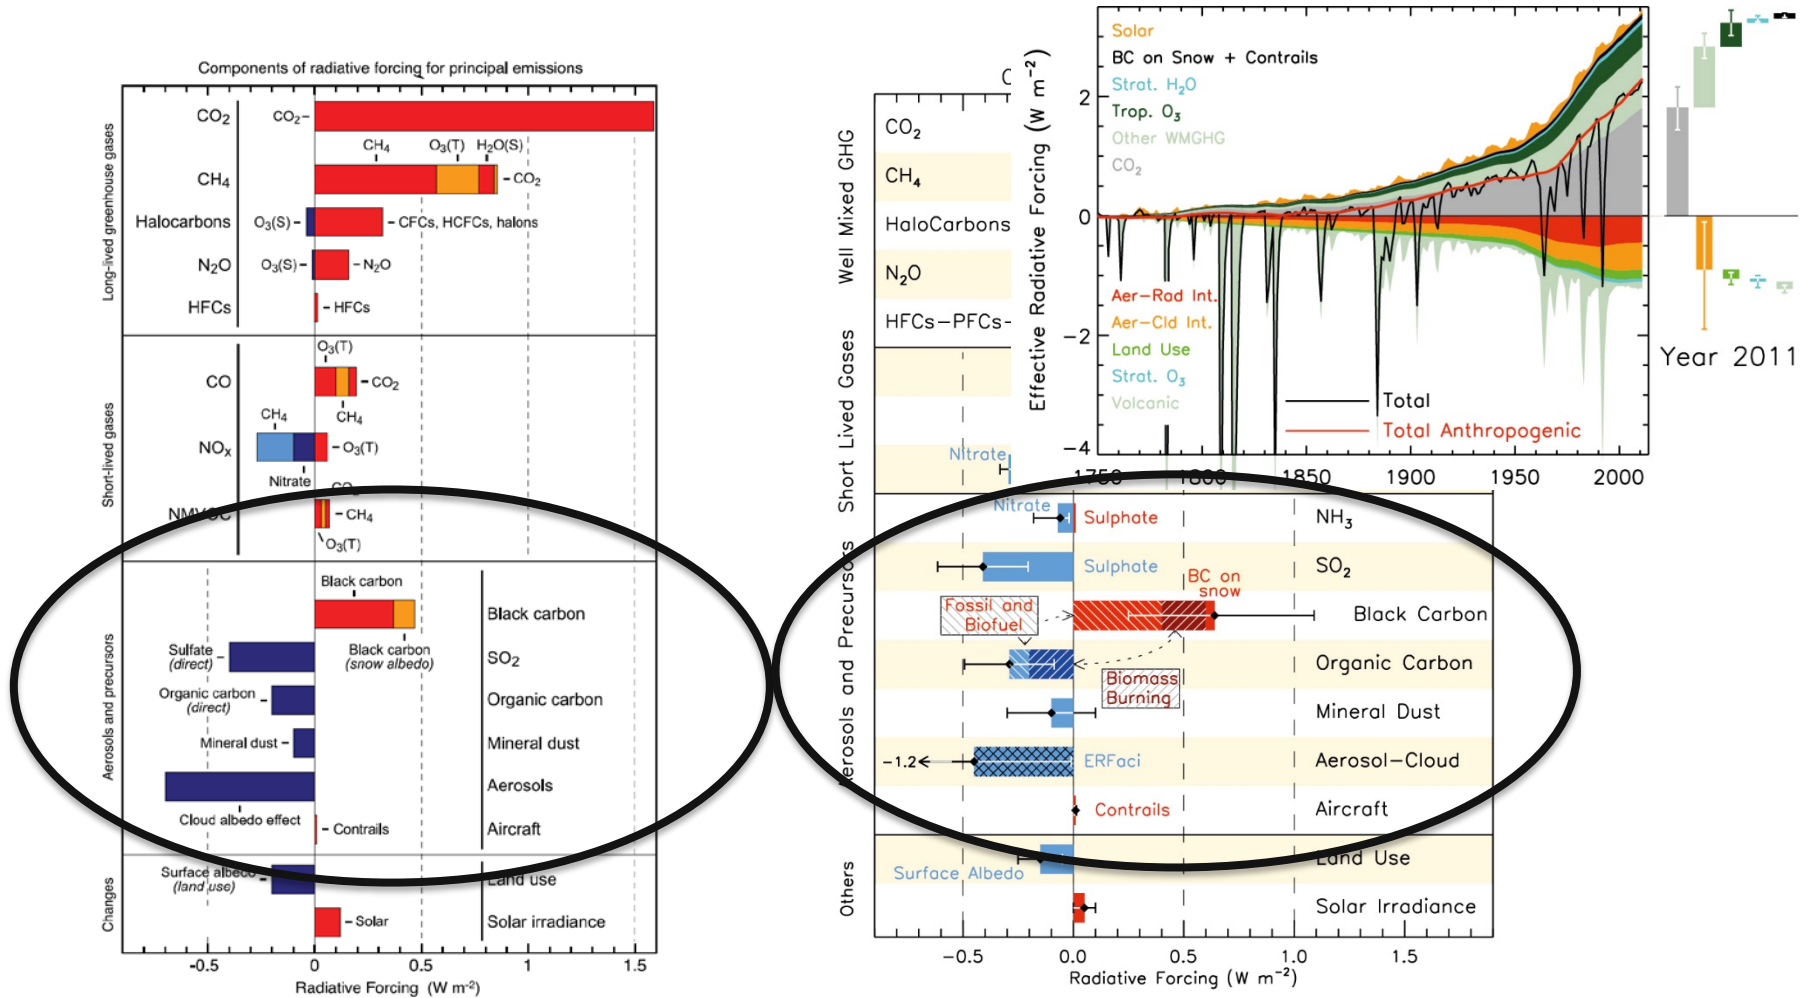 Components of radiative forcing for principal emissions
Long-lived greenhouse gases
CO₂
CO₂
CH₄
O₃(T)
H₂O(S)
CH₄
CO₂
Halocarbons
O₃(S)
CFCs, HCFCs, halons
N₂O
O₃(S)
N₂O
HFCs
HFCs
Short-lived gases
O₃(T)
CO
CO₂
CH₄
CH₄
NOₓ
O₃(T)
Nitrate
CO₂
NMVOC
CH₄
O₃(T)
Aerosols and precursors
Black carbon
Black carbon
Black carbon
(snow albedo)
Sulfate
(direct)
SO₂
Organic carbon
(direct)
Organic carbon
Mineral dust
Mineral dust
Aerosols
Cloud albedo effect
Contrails
Aircraft
Changes
Surface albedo
(land use)
Land use
Solar
Solar irradiance
-0.5 0 0.5 1 1.5
Radiative Forcing (W m⁻²)
C
Well Mixed GHG
CO₂
CH₄
HaloCarbons
N₂O
HFCs–PFCs–
Short Lived Gases
Nitrate
Aerosols and Precursors
Nitrate
Sulphate
NH₃
Sulphate
SO₂
BC on
snow
Fossil and
Biofuel
Black Carbon
Organic Carbon
Biomass
Burning
Mineral Dust
−1.2
ERFaci
Aerosol–Cloud
Contrails
Aircraft
Others
Surface Albedo
Land Use
Solar Irradiance
−0.5 0.0 0.5 1.0 1.5
Radiative Forcing (W m⁻²)
Effective Radiative Forcing (W m⁻²)
2
0
−2
−4
Solar
BC on Snow + Contrails
Strat. H₂O
Trop. O₃
Other WMGHG
CO₂
Aer–Rad Int.
Aer–Cld Int.
Land Use
Strat. O₃
Volcanic
Total
Total Anthropogenic
1750 1800 1850 1900 1950 2000
Year 2011